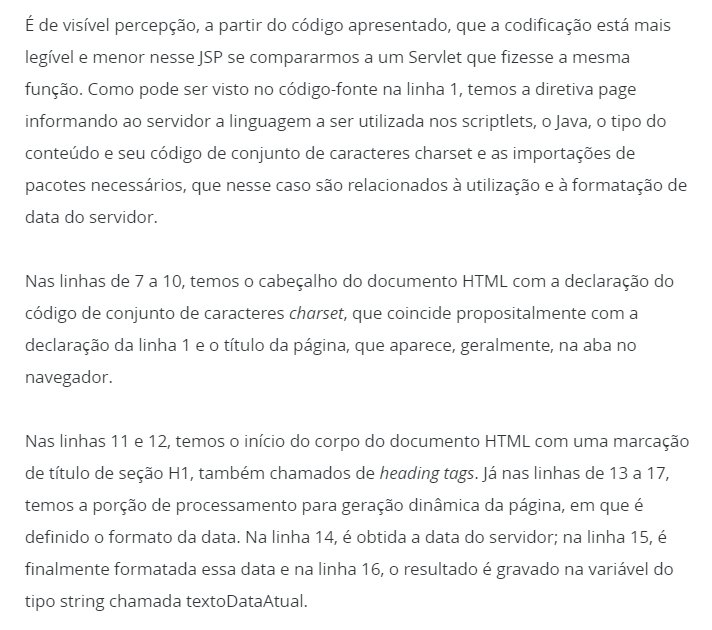 É de visível percepção, a partir do código apresentado, que a codificação está mais
legível e menor nesse JSP se compararmos a um Servlet que fizesse a mesma
função. Como pode ser visto no código-fonte na linha 1, temos a diretiva page
informando ao servidor a linguagem a ser utilizada nos scriptlets, o Java, o tipo do
conteúdo e seu código de conjunto de caracteres charset e as importações de
pacotes necessários, que nesse caso são relacionados à utilização e à formatação de
data do servidor.
Nas linhas de 7 a 10, temos o cabeçalho do documento HTML com a declaração do
código de conjunto de caracteres charset, que coincide propositalmente com a
declaração da linha 1 e o título da página, que aparece, geralmente, na aba no
navegador.
Nas linhas 11 e 12, temos o início do corpo do documento HTML com uma marcação
de título de seção H1, também chamados de heading tags. Já nas linhas de 13 a 17,
temos a porção de processamento para geração dinâmica da página, em que é
definido o formato da data. Na linha 14, é obtida a data do servidor; na linha 15, é
finalmente formatada essa data e na linha 16, o resultado é gravado na variável do
tipo string chamada textoDataAtual.